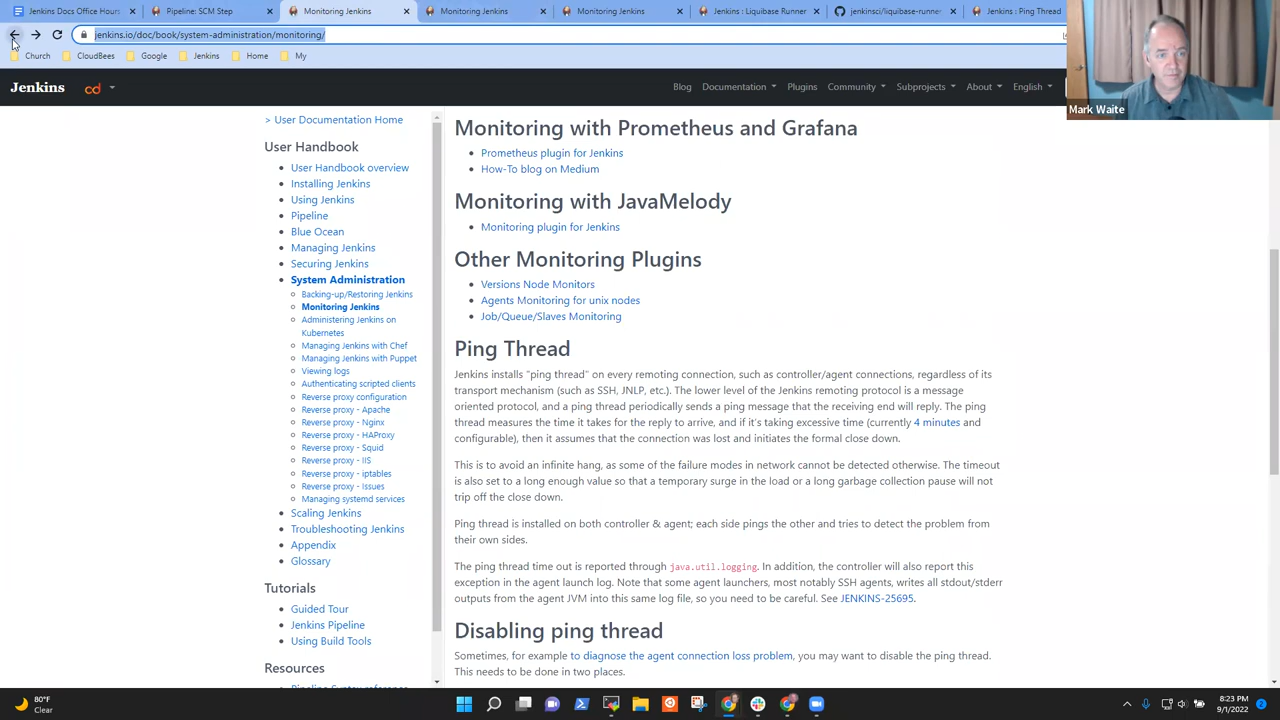 Jenkins Docs Office Hours
Pipeline: SCM Step
Monitoring Jenkins
Monitoring Jenkins
Monitoring Jenkins
Jenkins: Liquibase Runner
jenkinsci/liquibase-runner
Jenkins : Ping Thread
jenkins.io/doc/book/system-administration/monitoring/
Church
CloudBees
Google
Jenkins
Home
My
Mark Waite
Jenkins
cd
Blog
Documentation
Plugins
Community
Subprojects
About
English
> User Documentation Home
User Handbook
User Handbook overview
Installing Jenkins
Using Jenkins
Pipeline
Blue Ocean
Managing Jenkins
Securing Jenkins
System Administration
Backing-up/Restoring Jenkins
Monitoring Jenkins
Administering Jenkins on
Kubernetes
Managing Jenkins with Chef
Managing Jenkins with Puppet
Viewing logs
Authenticating scripted clients
Reverse proxy configuration
Reverse proxy - Apache
Reverse proxy - Nginx
Reverse proxy - HAProxy
Reverse proxy - Squid
Reverse proxy - IIS
Reverse proxy - iptables
Reverse proxy - Issues
Managing systemd services
Scaling Jenkins
Troubleshooting Jenkins
Appendix
Glossary
Tutorials
Guided Tour
Jenkins Pipeline
Using Build Tools
Resources
Pipeline Syntax reference
Monitoring with Prometheus and Grafana
Prometheus plugin for Jenkins
How-To blog on Medium
Monitoring with JavaMelody
Monitoring plugin for Jenkins
Other Monitoring Plugins
Versions Node Monitors
Agents Monitoring for unix nodes
Job/Queue/Slaves Monitoring
Ping Thread
Jenkins installs "ping thread" on every remoting connection, such as controller/agent connections, regardless of its
transport mechanism (such as SSH, JNLP, etc.). The lower level of the Jenkins remoting protocol is a message
oriented protocol, and a ping thread periodically sends a ping message that the receiving end will reply. The ping
thread measures the time it takes for the reply to arrive, and if it's taking excessive time (currently 4 minutes and
configurable), then it assumes that the connection was lost and initiates the formal close down.
This is to avoid an infinite hang, as some of the failure modes in network cannot be detected otherwise. The timeout
is also set to a long enough value so that a temporary surge in the load or a long garbage collection pause will not
trip off the close down.
Ping thread is installed on both controller & agent; each side pings the other and tries to detect the problem from
their own sides.
The ping thread time out is reported through java.util.logging. In addition, the controller will also report this
exception in the agent launch log. Note that some agent launchers, most notably SSH agents, writes all stdout/stderr
outputs from the agent JVM into this same log file, so you need to be careful. See JENKINS-25695.
Disabling ping thread
Sometimes, for example to diagnose the agent connection loss problem, you may want to disable the ping thread.
This needs to be done in two places.
80°F
Clear
8:23 PM
9/1/2022
2